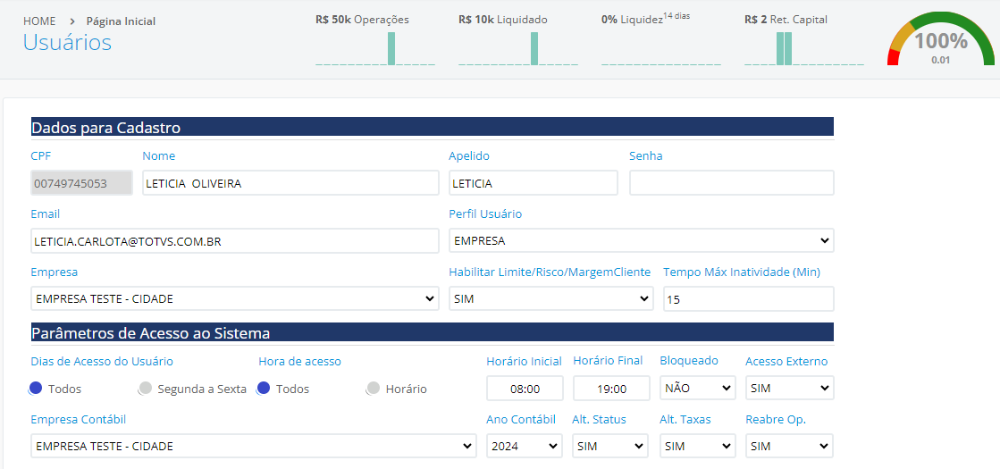 HOME > Página Inicial
Usuários
R$ 50k Operações
R$ 10k Liquidado
0% Liquidez 14 dias
R$ 2 Ret. Capital
100%
0.01
Dados para Cadastro
CPF Nome Apelido Senha
00749745053 LETICIA OLIVEIRA LETICIA
Email Perfil Usuário
LETICIA.CARLOTA@TOTVS.COM.BR EMPRESA
Empresa Habilitar Limite/Risco/MargemCliente Tempo Máx Inatividade (Min)
EMPRESA TESTE - CIDADE SIM 15
Parâmetros de Acesso ao Sistema
Dias de Acesso do Usuário Hora de acesso Horário Inicial Horário Final Bloqueado Acesso Externo
Todos Segunda a Sexta Todos Horário 08:00 19:00 NÃO SIM
Empresa Contábil Ano Contábil Alt. Status Alt. Taxas Reabre Op.
EMPRESA TESTE - CIDADE 2024 SIM SIM SIM